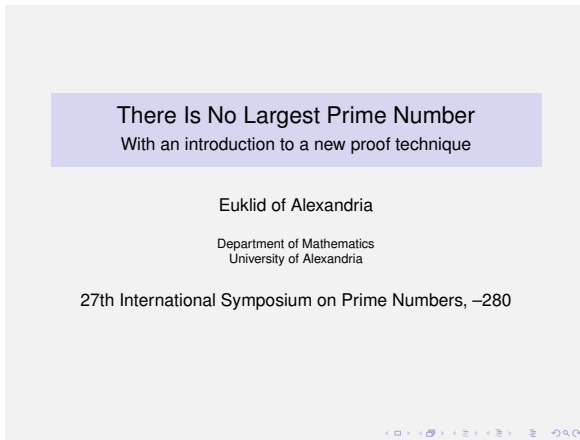 There Is No Largest Prime Number
With an introduction to a new proof technique
Euklid of Alexandria
Department of Mathematics
University of Alexandria
27th International Symposium on Prime Numbers, –280